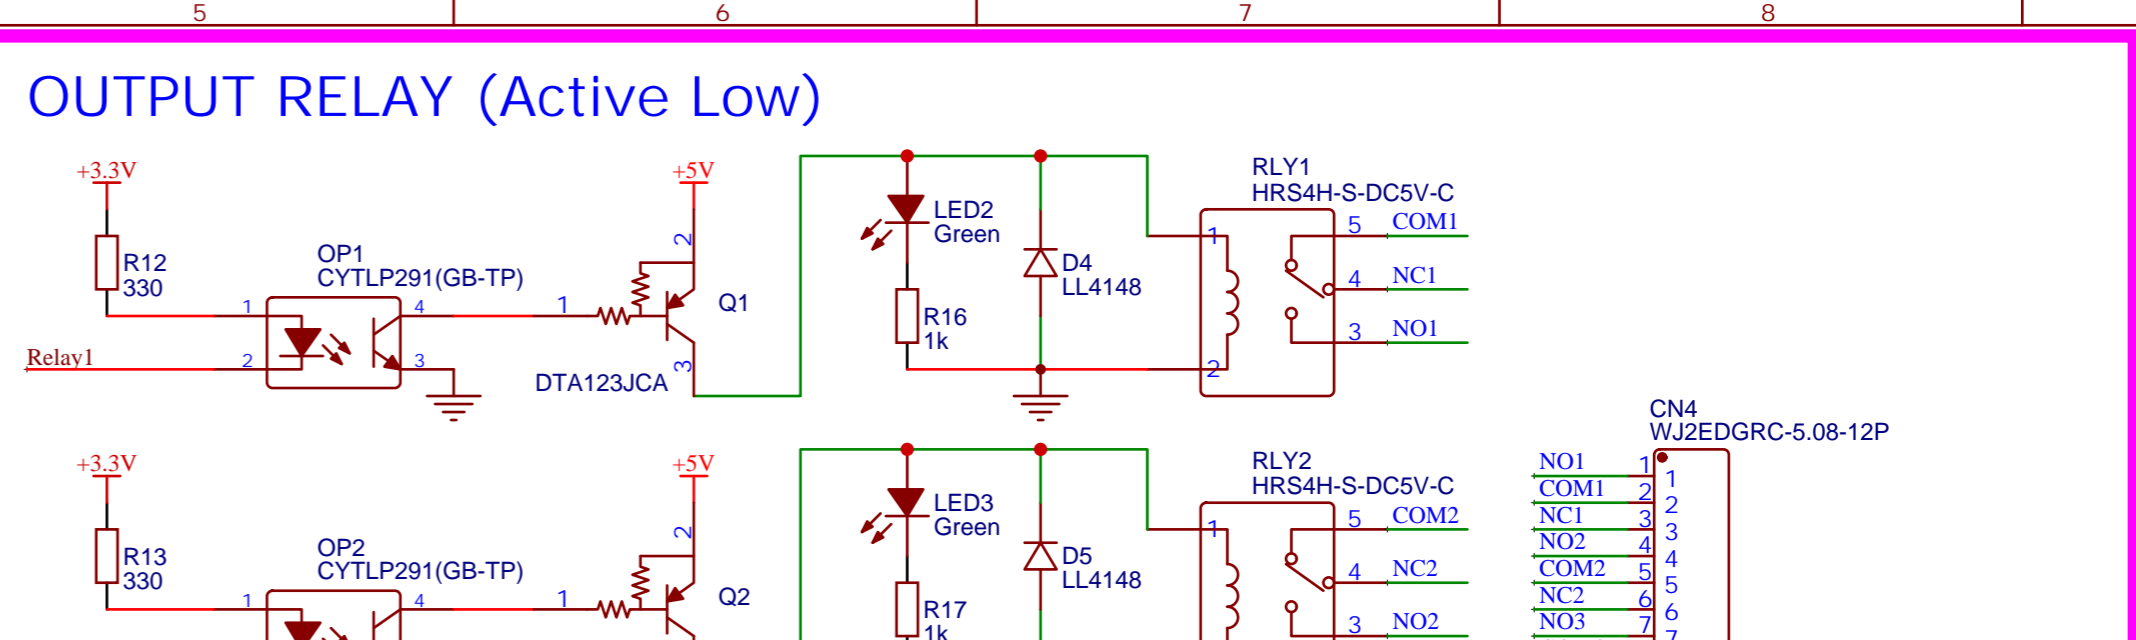 5 6 7 8
OUTPUT RELAY (Active Low)
+3.3V
R12
330
Relay1
OP1
CYTLP291(GB-TP)
1
2
4
3
+5V
1
2
3
Q1
DTA123JCA
LED2
Green
R16
1k
D4
LL4148
RLY1
HRS4H-S-DC5V-C
1
2
5 COM1
4 NC1
3 NO1
+3.3V
R13
330
OP2
CYTLP291(GB-TP)
1
4
+5V
1
2
Q2
LED3
Green
R17
1k
D5
LL4148
RLY2
HRS4H-S-DC5V-C
1
5 COM2
4 NC2
3 NO2
CN4
WJ2EDGRC-5.08-12P
NO1 1 1
COM1 2 2
NC1 3 3
NO2 4 4
COM2 5 5
NC2 6 6
NO3 7 7